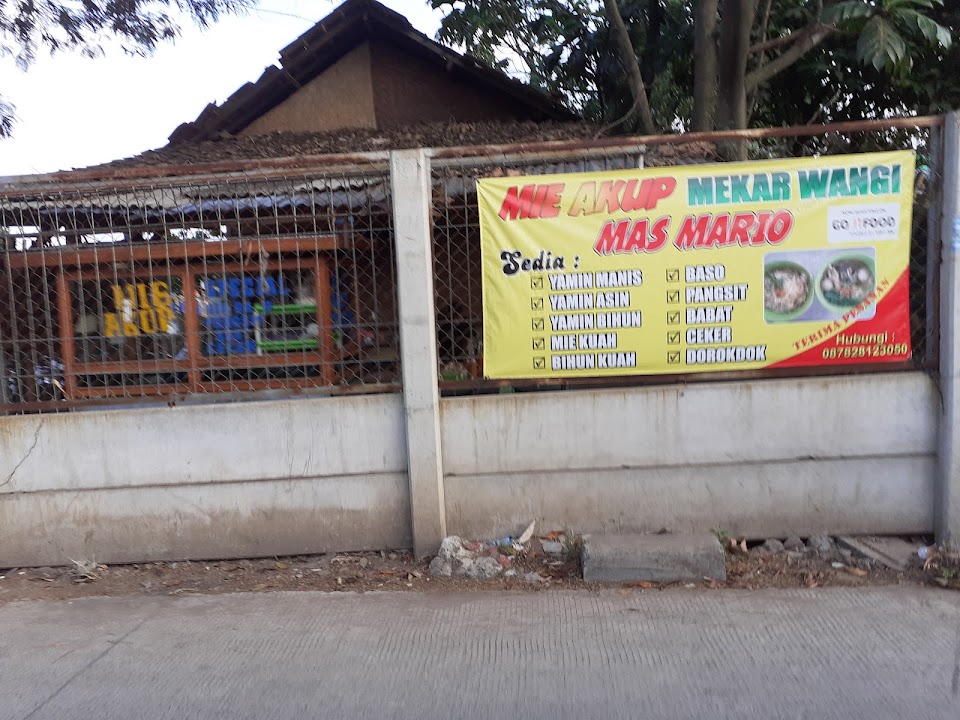 MIE AKUP MEKAR WANGI
MAS MARIO
GO FOOD
Sedia :
YAMIN MANIS
YAMIN ASIN
YAMIN BIHUN
MIE KUAH
BIHUN KUAH
BASO
PANGSIT
BABAT
CEKER
DOROKDOK
TERIMA PESANAN
Hubungi :
087828123050
MIE
AKUP